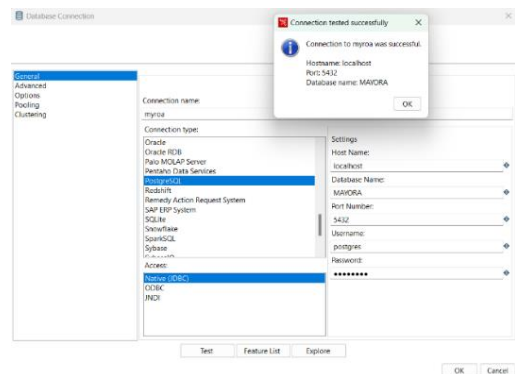 Database Connection
Connection tested successfully
Connection to myroa was successful.
Hostname: localhost
Port: 5432
Database name: MAYORA
OK
General
Advanced
Options
Pooling
Clustering
Connection name:
myroa
Connection type:
Oracle
Oracle RDB
Palo MOLAP Server
Pentaho Data Services
PostgreSQL
Redshift
Remedy Action Request System
SAP ERP System
SQLite
Snowflake
SparkSQL
Sybase
Access:
Native (JDBC)
ODBC
JNDI
Settings
Host Name:
localhost
Database Name:
MAYORA
Port Number:
5432
Username:
postgres
Password:
••••••••
Test Feature List Explore
OK Cancel